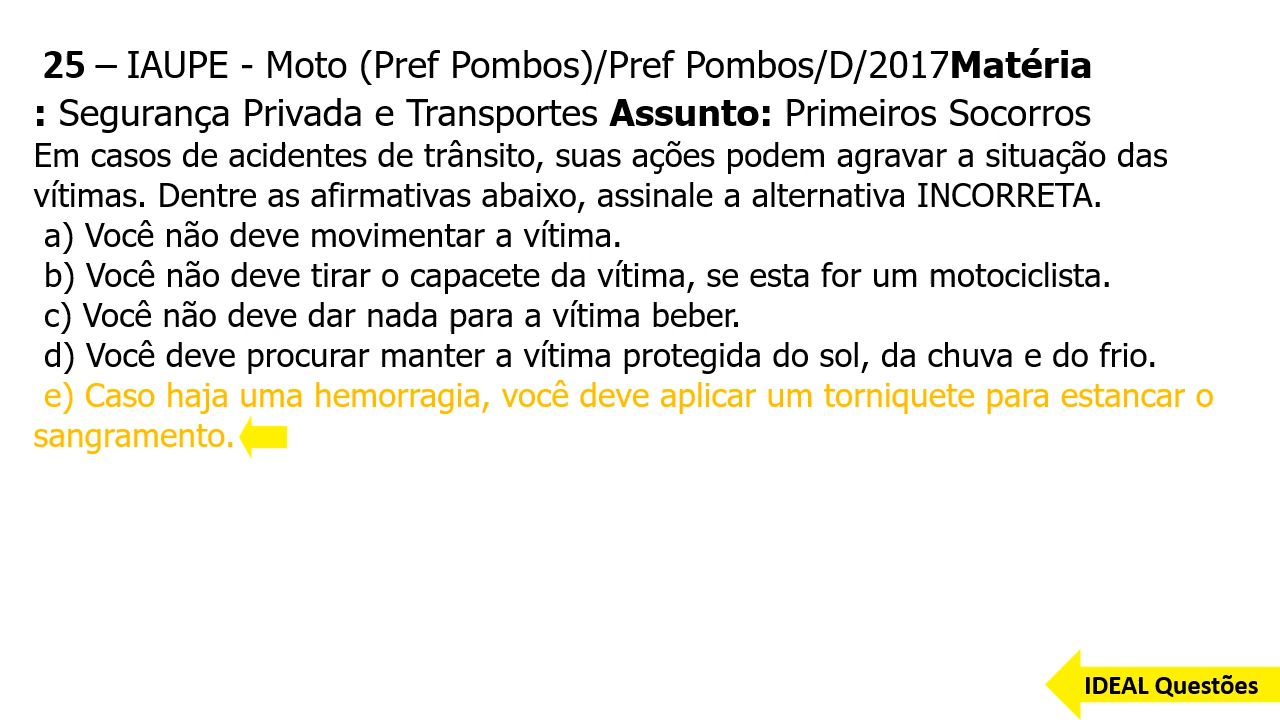 25 – IAUPE - Moto (Pref Pombos)/Pref Pombos/D/2017Matéria
: Segurança Privada e Transportes Assunto: Primeiros Socorros
Em casos de acidentes de trânsito, suas ações podem agravar a situação das
vítimas. Dentre as afirmativas abaixo, assinale a alternativa INCORRETA.
a) Você não deve movimentar a vítima.
b) Você não deve tirar o capacete da vítima, se esta for um motociclista.
c) Você não deve dar nada para a vítima beber.
d) Você deve procurar manter a vítima protegida do sol, da chuva e do frio.
e) Caso haja uma hemorragia, você deve aplicar um torniquete para estancar o
sangramento.
IDEAL Questões